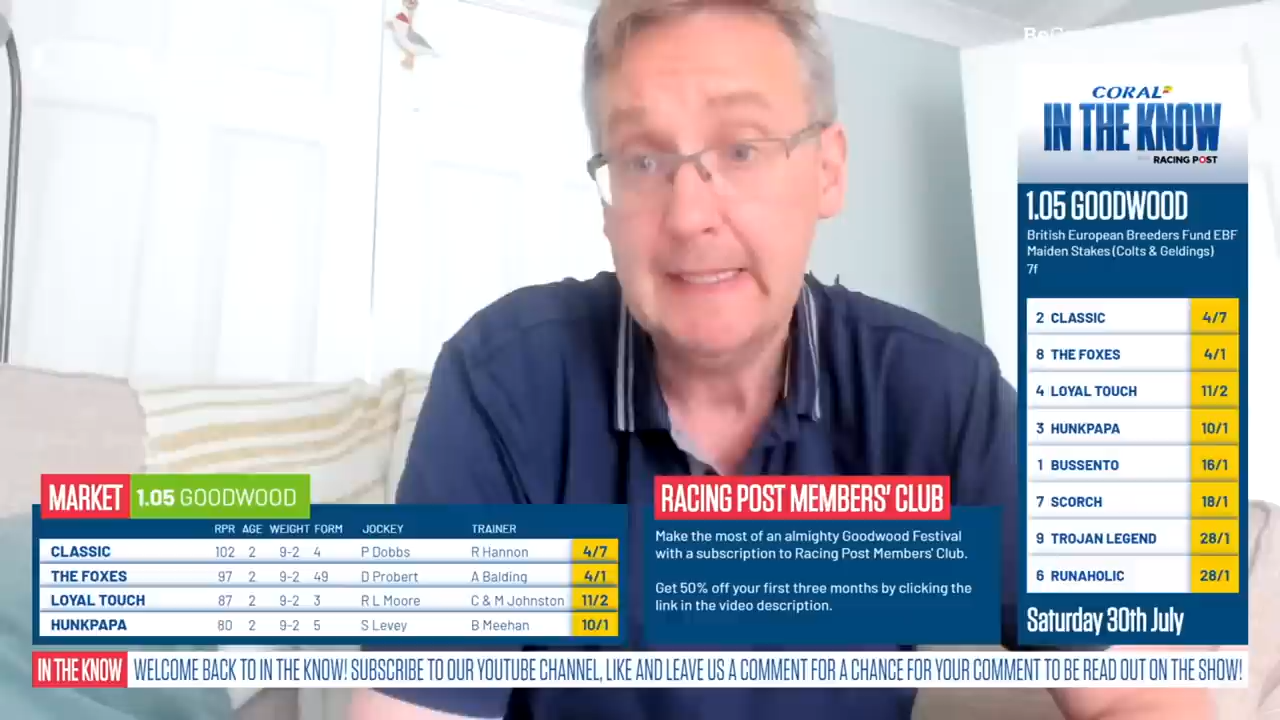 CORAL
IN THE KNOW
RACING POST
1.05 GOODWOOD
British European Breeders Fund EBF
Maiden Stakes (Colts & Geldings)
7f
2 CLASSIC 4/7
8 THE FOXES 4/1
4 LOYAL TOUCH 11/2
3 HUNKPAPA 10/1
1 BUSSENTO 16/1
7 SCORCH 18/1
9 TROJAN LEGEND 28/1
6 RUNAHOLIC 28/1
Saturday 30th July
MARKET 1.05 GOODWOOD
RPR AGE WEIGHT FORM JOCKEY TRAINER
CLASSIC 102 2 9-2 4 P Dobbs R Hannon 4/7
THE FOXES 97 2 9-2 49 D Probert A Balding 4/1
LOYAL TOUCH 87 2 9-2 3 R L Moore C & M Johnston 11/2
HUNKPAPA 80 2 9-2 5 S Levey B Meehan 10/1
RACING POST MEMBERS' CLUB
Make the most of an almighty Goodwood Festival
with a subscription to Racing Post Members' Club.
Get 50% off your first three months by clicking the
link in the video description.
IN THE KNOW WELCOME BACK TO IN THE KNOW! SUBSCRIBE TO OUR YOUTUBE CHANNEL, LIKE AND LEAVE US A COMMENT FOR A CHANCE FOR YOUR COMMENT TO BE READ OUT ON THE SHOW!